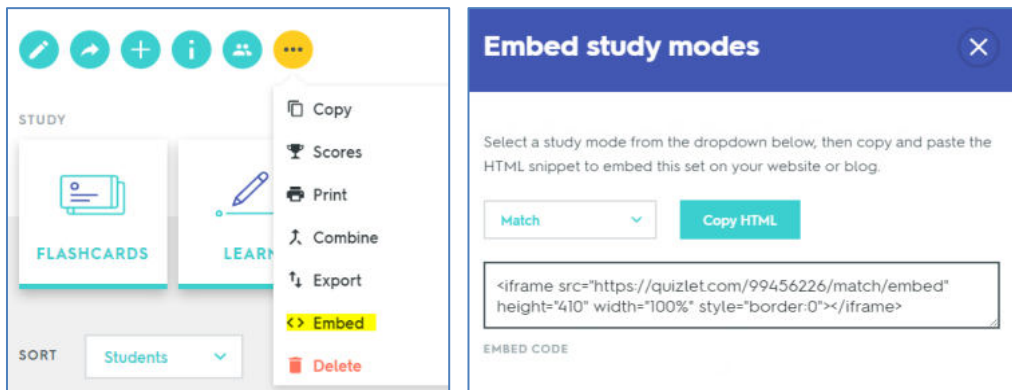 STUDY
FLASHCARDS
LEARN
SORT
Students
Copy
Scores
Print
Combine
Export
<> Embed
Delete
Embed study modes
Select a study mode from the dropdown below, then copy and paste the
HTML snippet to embed this set on your website or blog.
Match
Copy HTML
<iframe src="https://quizlet.com/99456226/match/embed"
height="410" width="100%" style="border:0"></iframe>
EMBED CODE